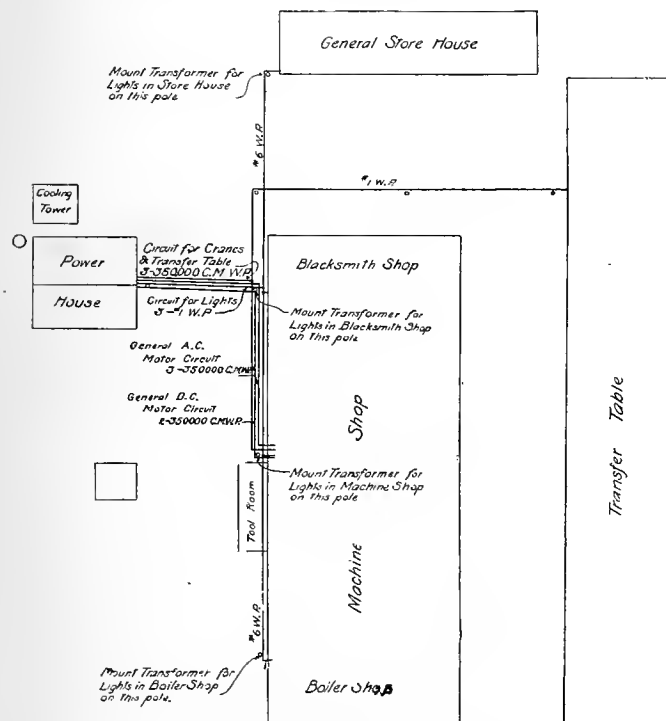 General Store House
Mount Transformer for
Lights in Store House
on this pole
#6 W.P.
#1 W.P.
Cooling
Tower
Power
House
Circuit for Cranes
& Transfer Table
3-350000 C.M W.P.
Circuit for Lights
3-#1 W.P.
Blacksmith Shop
Mount Transformer for
Lights in Blacksmith Shop
on this pole
General A.C.
Motor Circuit
3-350000 C.M.W.P.
General D.C.
Motor Circuit
2-350000 C.M.W.P.
Machine Shop
Transfer Table
Mount Transformer for
Lights in Machine Shop
on this pole
Tool Room
#6 W.P.
Mount Transformer for
Lights in Boiler Shop
on this pole.
Boiler Shop